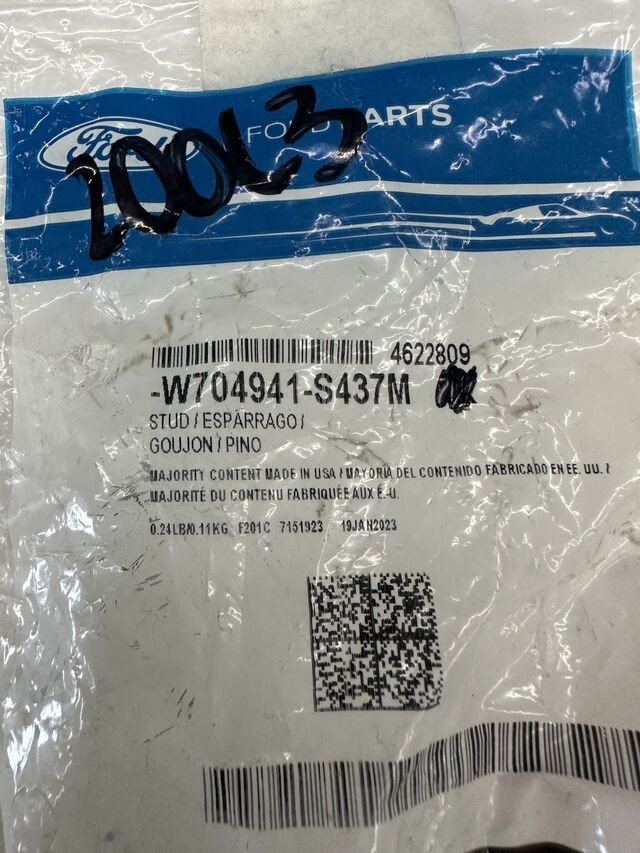 Ford
FORD PARTS
200L3
4622809
-W704941-S437M
STUD / ESPÁRRAGO /
GOUJON / PINO
MAJORITY CONTENT MADE IN USA / MAYORÍA DEL CONTENIDO FABRICADO EN EE. UU. /
MAJORITÉ DU CONTENU FABRIQUÉE AUX E.-U.
0.24LB/0.11KG F201C 7151923 19JAN2023